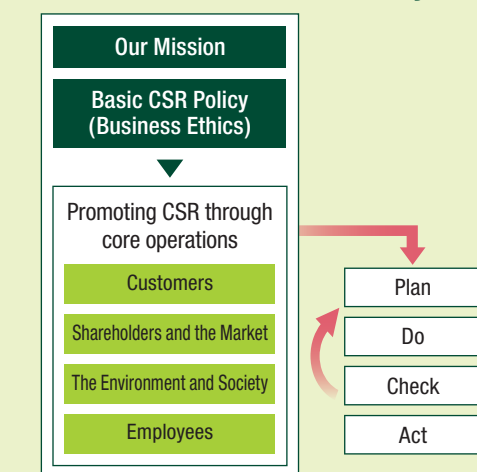 Our Mission
Basic CSR Policy
(Business Ethics)
Promoting CSR through
core operations
Customers
Shareholders and the Market
The Environment and Society
Employees
Plan
Do
Check
Act